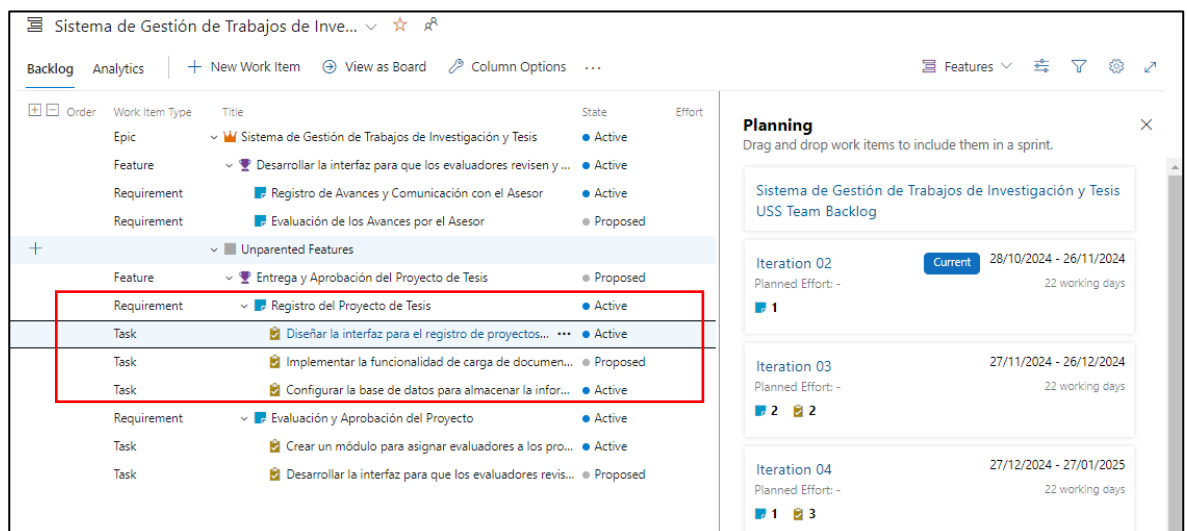 Sistema de Gestión de Trabajos de Inve...
Backlog Analytics + New Work Item View as Board Column Options ... Features
Order Work Item Type Title State Effort
Epic Sistema de Gestión de Trabajos de Investigación y Tesis Active
Feature Desarrollar la interfaz para que los evaluadores revisen y ... Active
Requirement Registro de Avances y Comunicación con el Asesor Active
Requirement Evaluación de los Avances por el Asesor Proposed
+ Unparented Features
Feature Entrega y Aprobación del Proyecto de Tesis Proposed
Requirement Registro del Proyecto de Tesis Active
Task Diseñar la interfaz para el registro de proyectos... ... Active
Task Implementar la funcionalidad de carga de documen... Proposed
Task Configurar la base de datos para almacenar la infor... Active
Requirement Evaluación y Aprobación del Proyecto Active
Task Crear un módulo para asignar evaluadores a los pro... Active
Task Desarrollar la interfaz para que los evaluadores revis... Proposed
Planning
Drag and drop work items to include them in a sprint.
Sistema de Gestión de Trabajos de Investigación y Tesis
USS Team Backlog
Iteration 02 Current 28/10/2024 - 26/11/2024
Planned Effort: - 22 working days
1
Iteration 03 27/11/2024 - 26/12/2024
Planned Effort: - 22 working days
2 2
Iteration 04 27/12/2024 - 27/01/2025
Planned Effort: - 22 working days
1 3